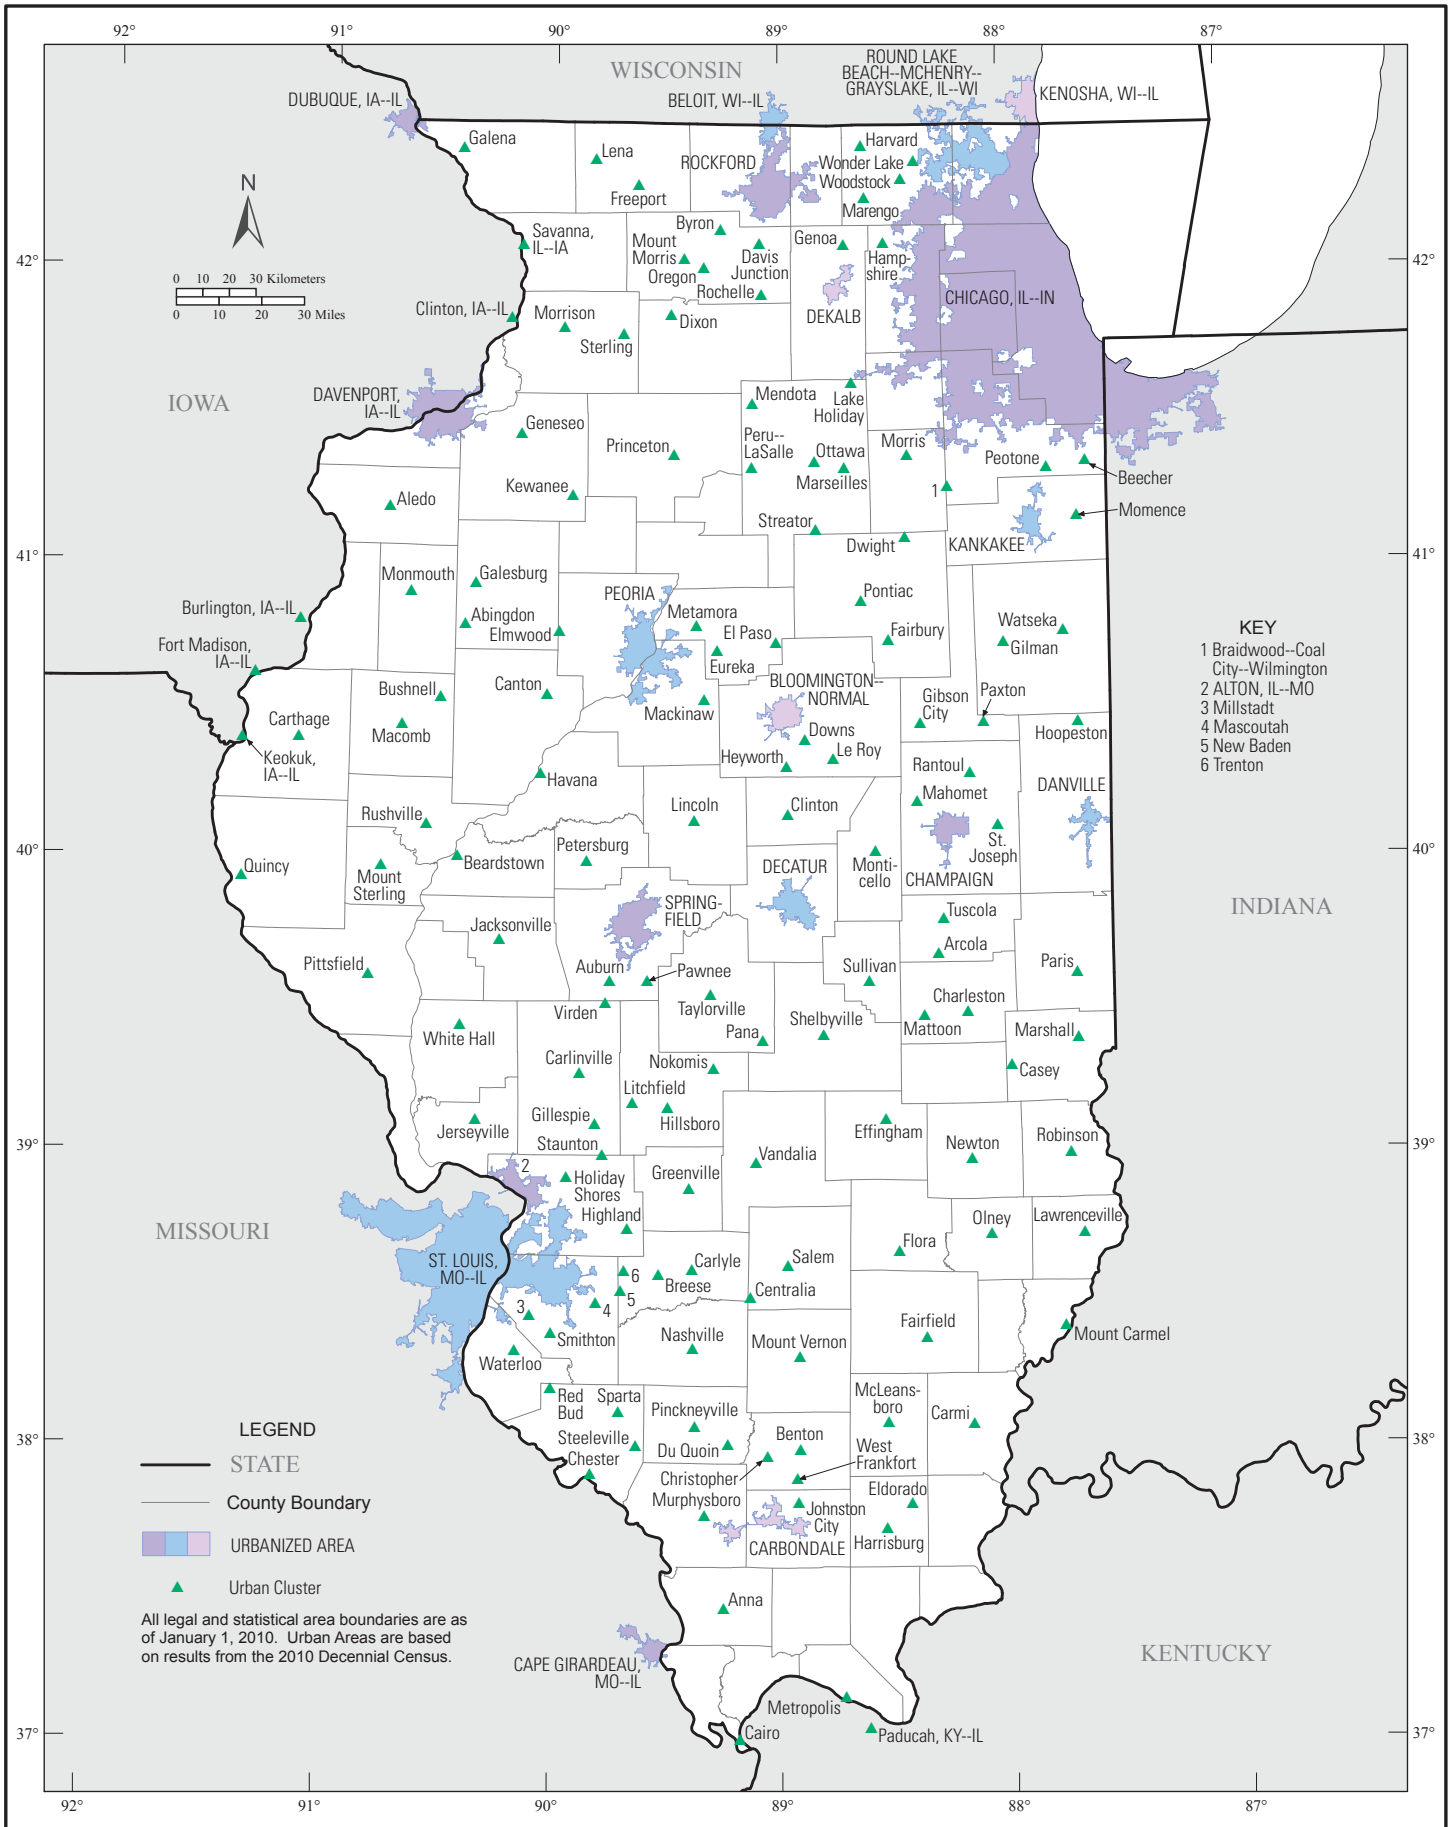 92°
91°
90°
89°
88°
87°
WISCONSIN
ROUND LAKE
BEACH--MCHENRY--
GRAYSLAKE, IL--WI
DUBUQUE, IA--IL
BELOIT, WI--IL
KENOSHA, WI--IL
Galena
Lena
Freeport
ROCKFORD
Harvard
Wonder Lake
Woodstock
Marengo
N
Savanna,
IL--IA
Byron
Mount
Morris
Oregon
Davis
Junction
Rochelle
Genoa
Hamp-
shire
42°
42°
0 10 20 30 Kilometers
0 10 20 30 Miles
DEKALB
CHICAGO, IL--IN
Clinton, IA--IL
Morrison
Sterling
Dixon
IOWA
DAVENPORT,
IA--IL
Mendota
Lake
Holiday
Geneseo
Princeton
Peru--
LaSalle
Ottawa
Marseilles
Morris
Peotone
Beecher
Kewanee
1
Momence
Aledo
Streator
Dwight
KANKAKEE
41°
41°
Monmouth
Galesburg
PEORIA
Pontiac
Burlington, IA--IL
Abingdon
Elmwood
Metamora
El Paso
Eureka
Fairbury
Watseka
Gilman
Fort Madison,
IA--IL
KEY
1 Braidwood--Coal
City--Wilmington
2 ALTON, IL--MO
3 Millstadt
4 Mascoutah
5 New Baden
6 Trenton
Bushnell
Canton
Mackinaw
BLOOMINGTON--
NORMAL
Gibson
City
Paxton
Carthage
Macomb
Downs
Le Roy
Heyworth
Hoopeston
Keokuk,
IA--IL
Havana
Rantoul
Mahomet
DANVILLE
Rushville
Lincoln
Clinton
St.
Joseph
CHAMPAIGN
40°
40°
Quincy
Mount
Sterling
Beardstown
Petersburg
DECATUR
Monti-
cello
INDIANA
SPRING-
FIELD
Jacksonville
Tuscola
Arcola
Pittsfield
Auburn
Pawnee
Sullivan
Paris
Virden
Taylorville
Charleston
Mattoon
White Hall
Pana
Shelbyville
Marshall
Carlinville
Nokomis
Casey
Litchfield
Hillsboro
Jerseyville
Gillespie
Staunton
Effingham
Newton
Robinson
39°
39°
2
Vandalia
Holiday
Shores
Greenville
Highland
Olney
Lawrenceville
MISSOURI
ST. LOUIS,
MO--IL
6
Carlyle
Breese
Salem
Flora
3
4
5
Centralia
Smithton
Nashville
Mount Vernon
Fairfield
Mount Carmel
Waterloo
Red
Bud
Sparta
Pinckneyville
McLeans-
boro
Carmi
LEGEND
STATE
County Boundary
URBANIZED AREA
Urban Cluster
All legal and statistical area boundaries are as
of January 1, 2010. Urban Areas are based
on results from the 2010 Decennial Census.
38°
38°
Steeleville
Du Quoin
Benton
West
Frankfort
Chester
Christopher
Murphysboro
Johnston
City
Eldorado
CARBONDALE
Harrisburg
Anna
CAPE GIRARDEAU,
MO--IL
KENTUCKY
Metropolis
Cairo
Paducah, KY--IL
37°
37°
92°
91°
90°
89°
88°
87°